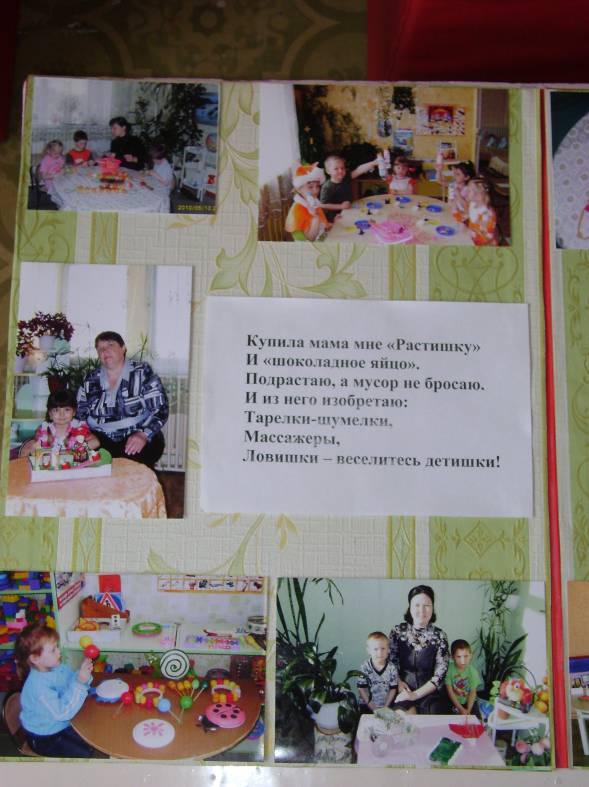 Купила мама мне «Растишку»
И «шоколадное яйцо».
Подрастаю, а мусор не бросаю.
И из него изобретаю:
Тарелки-шумелки,
Массажеры,
Ловишки – веселитесь детишки!